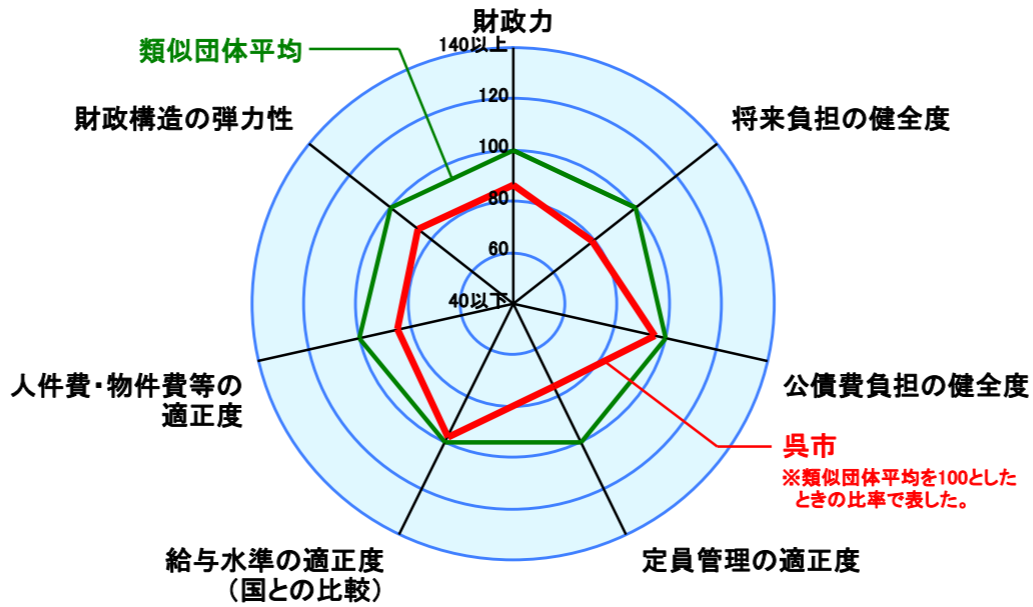 財政力
140以上
類似団体平均
120
財政構造の弾力性
将来負担の健全度
100
80
60
40以下
人件費・物件費等の
適正度
公債費負担の健全度
呉市
※類似団体平均を100とした
ときの比率で表した。
給与水準の適正度
（国との比較）
定員管理の適正度